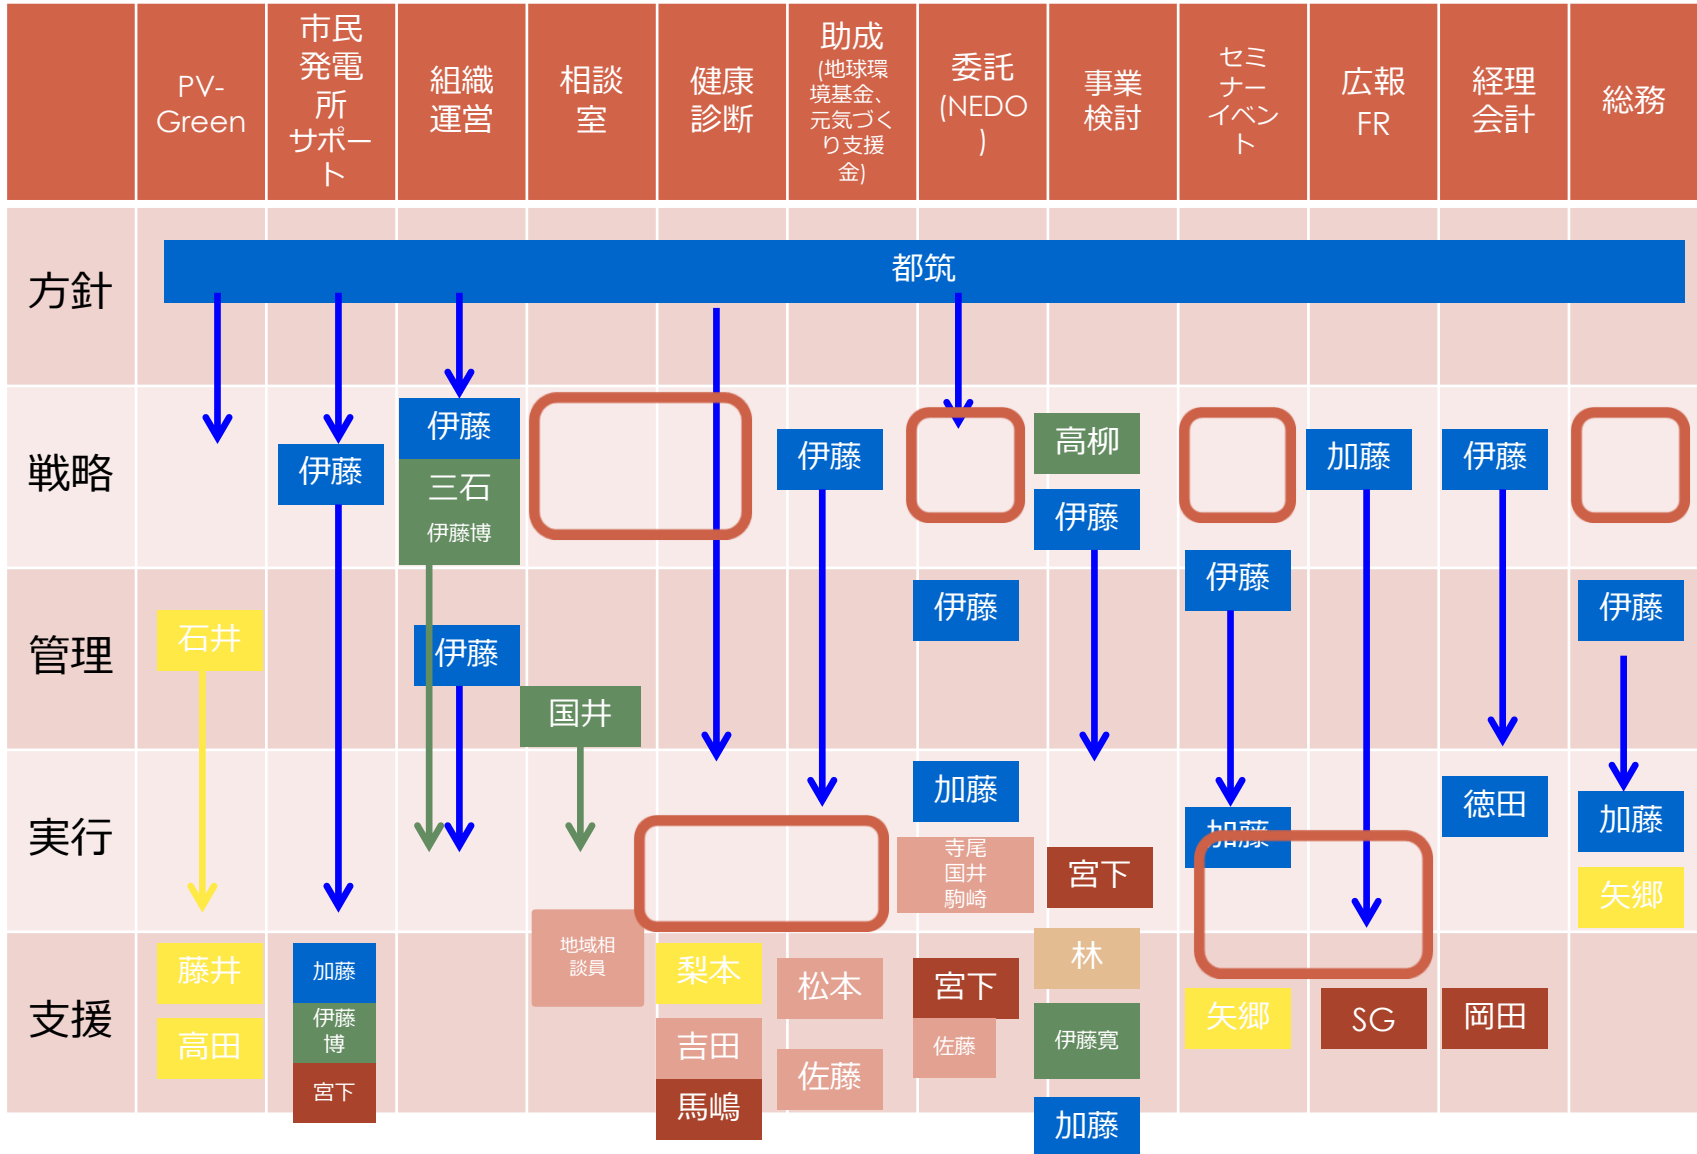 PV-
Green
市民
発電
所
サポー
ト
組織
運営
相談
室
健康
診断
助成
(地球環
境基金、
元気づく
り支援
金)
委託
(NEDO
)
事業
検討
セミ
ナー
イベン
ト
広報
FR
経理
会計
総務
方針
都筑
戦略
伊藤
伊藤
三石
伊藤博
伊藤
高柳
伊藤
加藤
伊藤
管理
石井
伊藤
国井
伊藤
伊藤
伊藤
実行
加藤
寺尾
国井
駒崎
宮下
加藤
徳田
加藤
矢郷
支援
藤井
高田
加藤
伊藤
博
宮下
地域相
談員
梨本
吉田
馬嶋
松本
佐藤
宮下
佐藤
林
伊藤寛
加藤
矢郷
SG
岡田